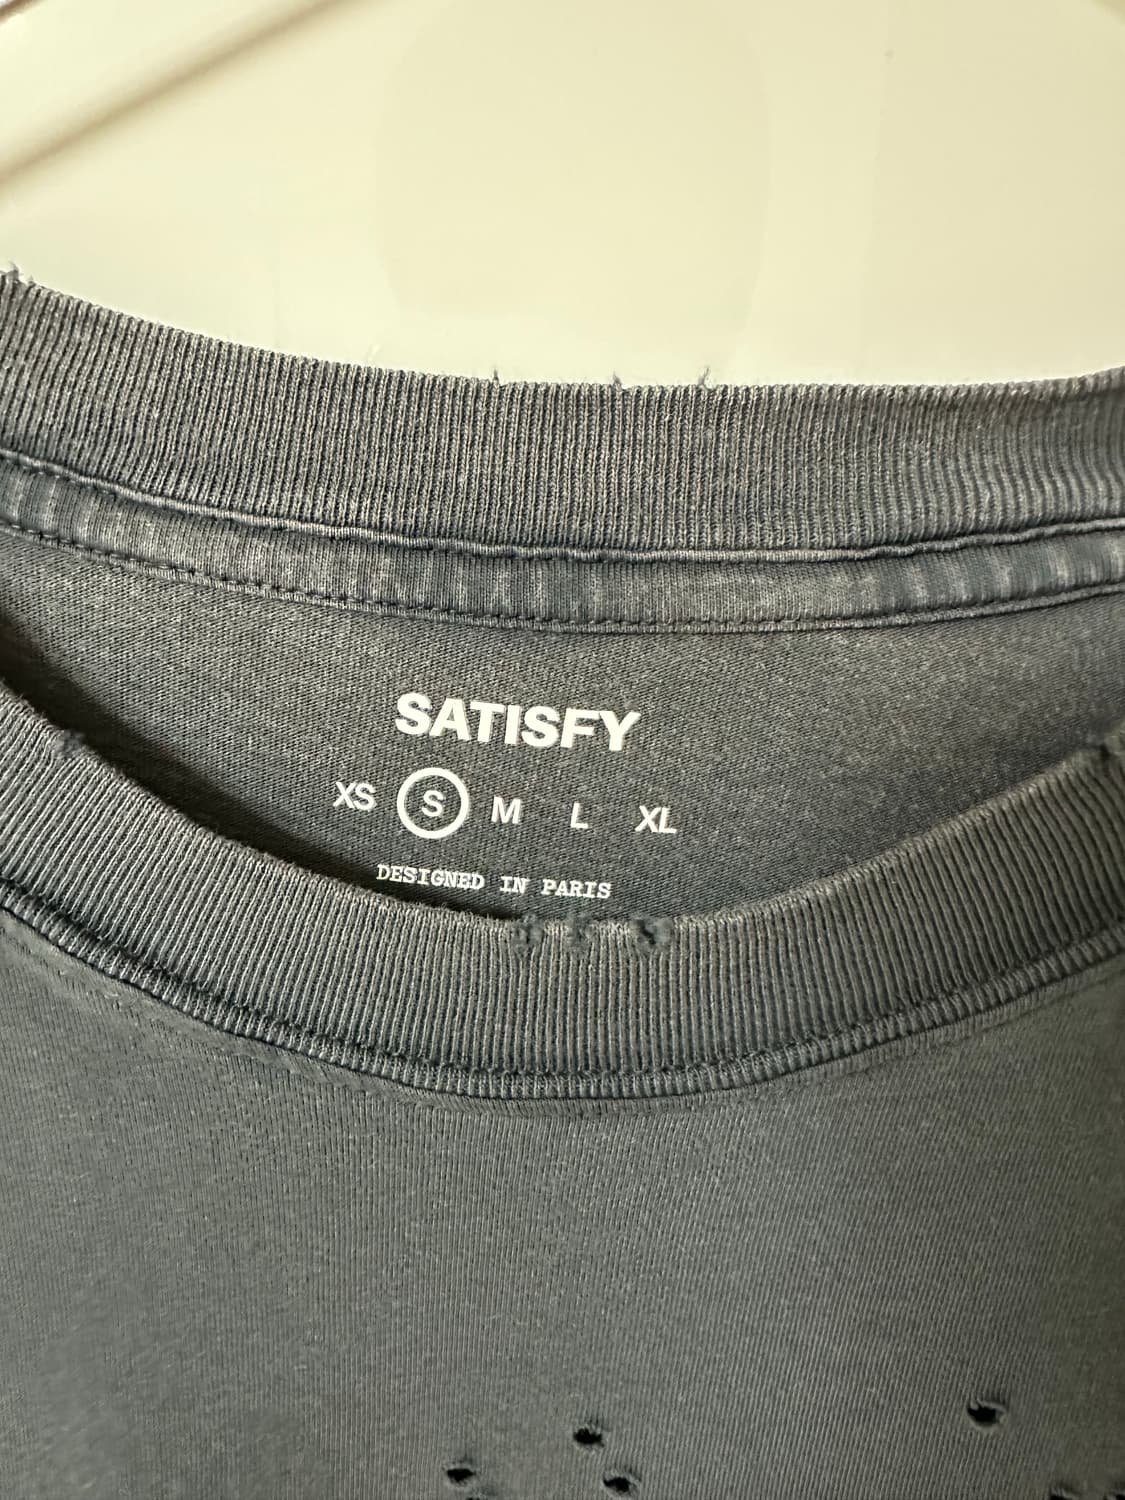 SATISFY
XS S M L XL
DESIGNED IN PARIS